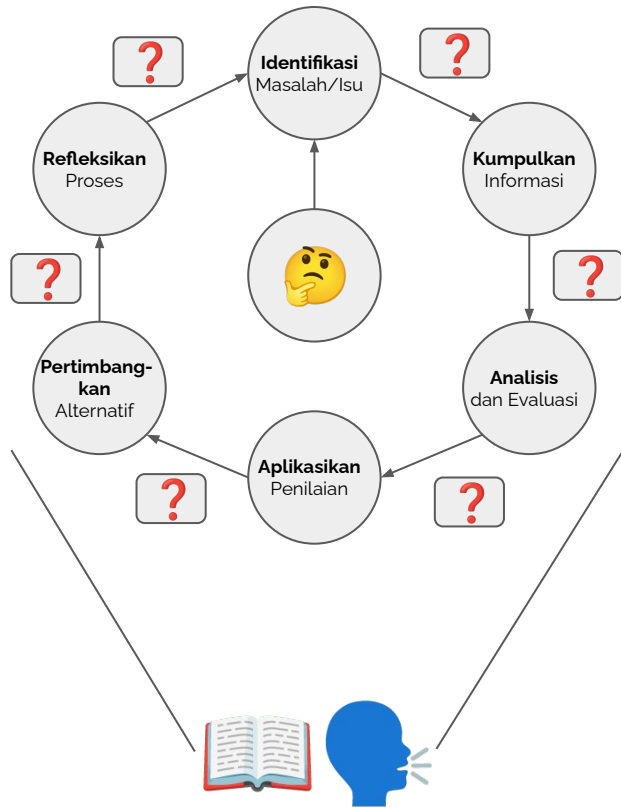 Identifikasi
Masalah/Isu
Kumpulkan
Informasi
Analisis
dan Evaluasi
Aplikasikan
Penilaian
Pertimbang-
kan
Alternatif
Refleksikan
Proses